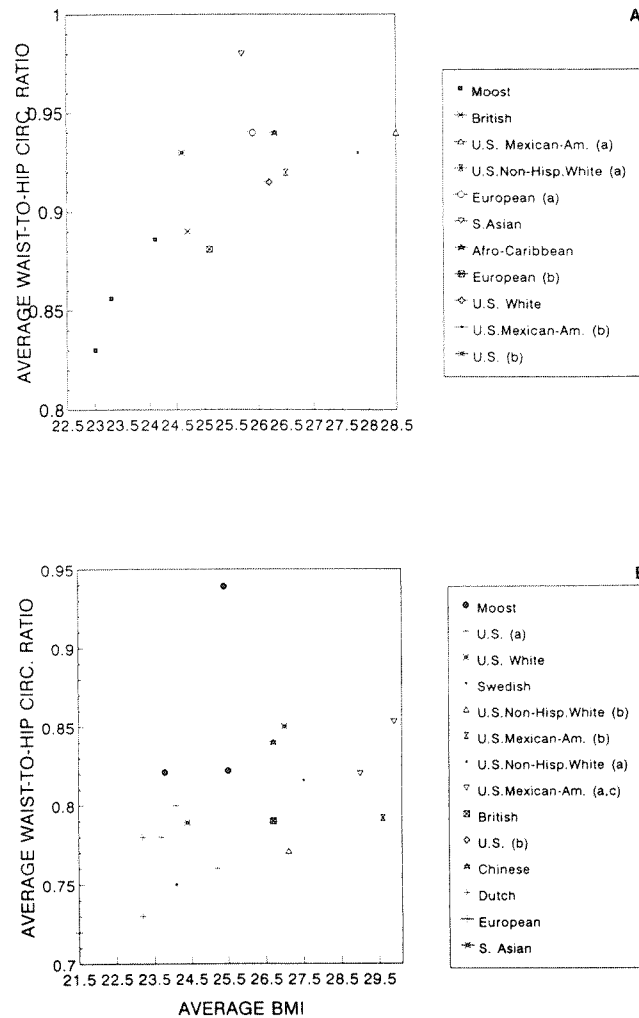 A
AVERAGE WAIST-TO-HIP CIRC. RATIO
1
0.95
0.9
0.85
0.8
22.5 23 23.5 24 24.5 25 25.5 26 26.5 27 27.5 28 28.5
Moost
British
U.S. Mexican-Am. (a)
U.S.Non-Hisp.White (a)
European (a)
S.Asian
Afro-Caribbean
European (b)
U.S. White
U.S.Mexican-Am. (b)
U.S. (b)
AVERAGE WAIST-TO-HIP CIRC. RATIO
0.95
0.9
0.85
0.8
0.75
0.7
21.5 22.5 23.5 24.5 25.5 26.5 27.5 28.5 29.5
AVERAGE BMI
Moost
U.S. (a)
U.S. White
Swedish
U.S.Non-Hisp.White (b)
U.S.Mexican-Am. (b)
U.S.Non-Hisp.White (a)
U.S.Mexican-Am. (a,c)
British
U.S. (b)
Chinese
Dutch
European
S. Asian